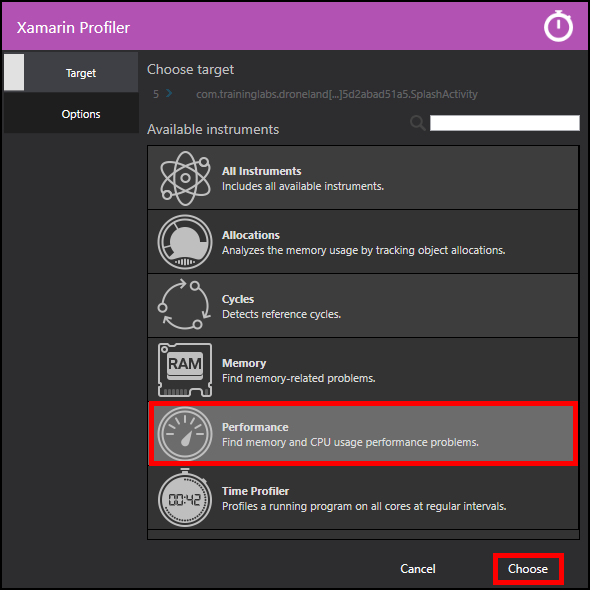 Xamarin Profiler
Target
Options
Choose target
5 > com.traininglabs.droneland[...]5d2abad51a5.SplashActivity
Available instruments
All Instruments
Includes all available instruments.
Allocations
Analyzes the memory usage by tracking object allocations.
Cycles
Detects reference cycles.
RAM
Memory
Find memory-related problems.
Performance
Find memory and CPU usage performance problems.
00:42
Time Profiler
Profiles a running program on all cores at regular intervals.
Cancel
Choose